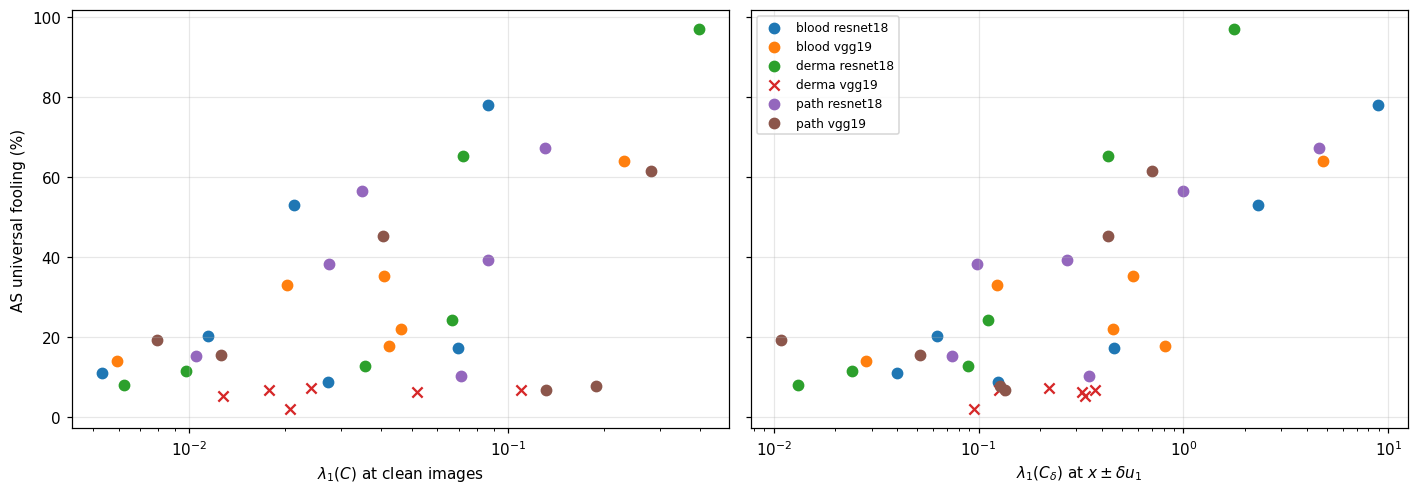 AS universal fooling (%)
100
80
60
40
20
0
10⁻²
10⁻¹
λ₁(C) at clean images
blood resnet18
blood vgg19
derma resnet18
derma vgg19
path resnet18
path vgg19
10⁻²
10⁻¹
10⁰
10¹
λ₁(C_δ) at x ± δu₁